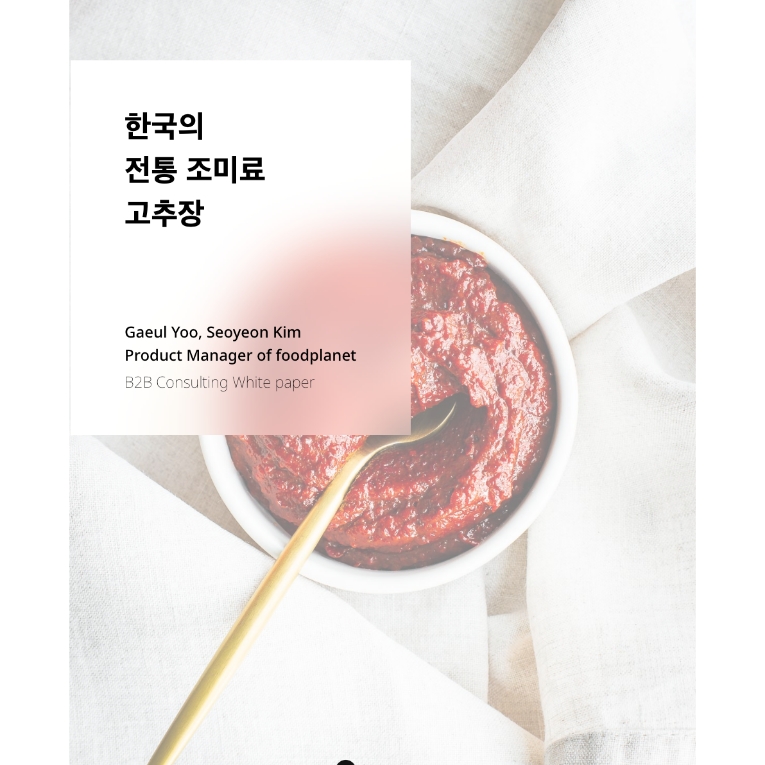 한국의
전통 조미료
고추장
Gaeul Yoo, Seoyeon Kim
Product Manager of foodplanet
B2B Consulting White paper